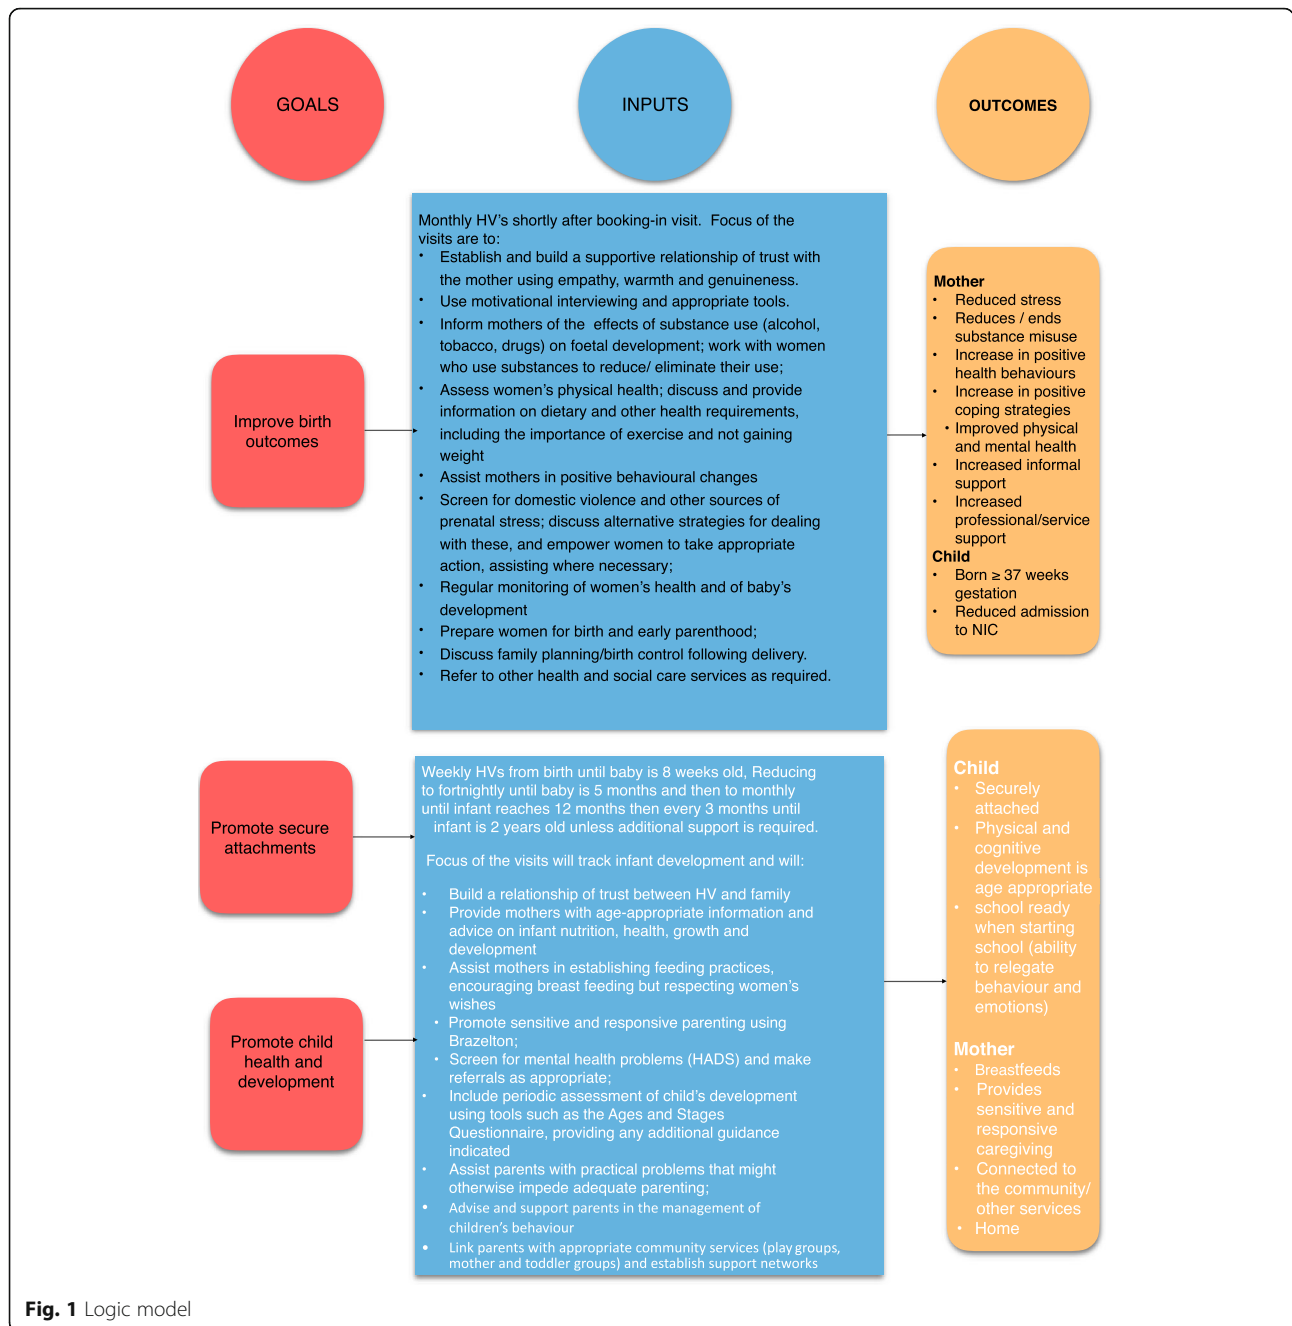 GOALS
INPUTS
OUTCOMES
Improve birth
outcomes
Monthly HV's shortly after booking-in visit. Focus of the
visits are to:
• Establish and build a supportive relationship of trust with
the mother using empathy, warmth and genuineness.
• Use motivational interviewing and appropriate tools.
• Inform mothers of the effects of substance use (alcohol,
tobacco, drugs) on foetal development; work with women
who use substances to reduce/ eliminate their use;
• Assess women's physical health; discuss and provide
information on dietary and other health requirements,
including the importance of exercise and not gaining
weight
• Assist mothers in positive behavioural changes
• Screen for domestic violence and other sources of
prenatal stress; discuss alternative strategies for dealing
with these, and empower women to take appropriate
action, assisting where necessary;
• Regular monitoring of women's health and of baby's
development
• Prepare women for birth and early parenthood;
• Discuss family planning/birth control following delivery.
• Refer to other health and social care services as required.
Mother
• Reduced stress
• Reduces / ends
substance misuse
• Increase in positive
health behaviours
• Increase in positive
coping strategies
• Improved physical
and mental health
• Increased informal
support
• Increased
professional/service
support
Child
• Born ≥ 37 weeks
gestation
• Reduced admission
to NIC
Promote secure
attachments
Promote child
health and
development
Weekly HVs from birth until baby is 8 weeks old, Reducing
to fortnightly until baby is 5 months and then to monthly
until infant reaches 12 months then every 3 months until
infant is 2 years old unless additional support is required.
Focus of the visits will track infant development and will:
• Build a relationship of trust between HV and family
• Provide mothers with age-appropriate information and
advice on infant nutrition, health, growth and
development
• Assist mothers in establishing feeding practices,
encouraging breast feeding but respecting women's
wishes
• Promote sensitive and responsive parenting using
Brazelton;
• Screen for mental health problems (HADS) and make
referrals as appropriate;
• Include periodic assessment of child's development
using tools such as the Ages and Stages
Questionnaire, providing any additional guidance
indicated
• Assist parents with practical problems that might
otherwise impede adequate parenting;
• Advise and support parents in the management of
children's behaviour
• Link parents with appropriate community services (play groups,
mother and toddler groups) and establish support networks
Child
• Securely
attached
• Physical and
cognitive
development is
age appropriate
• school ready
when starting
school (ability
to relegate
behaviour and
emotions)
Mother
• Breastfeeds
• Provides
sensitive and
responsive
caregiving
• Connected to
the community/
other services
• Home
Fig. 1 Logic model